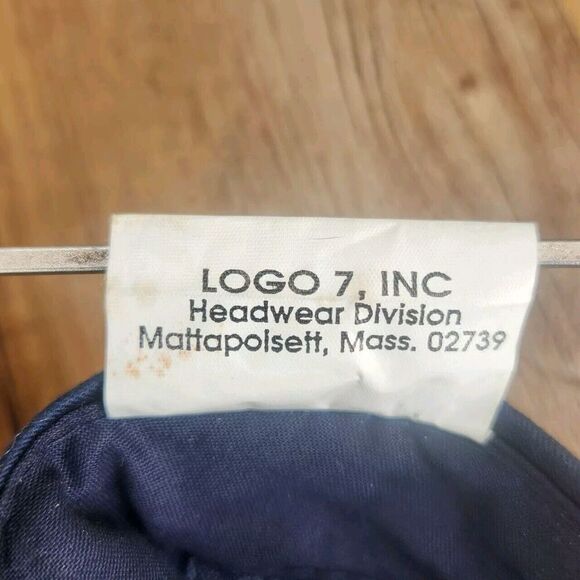 LOGO 7, INC
Headwear Division
Mattapoisett, Mass. 02739